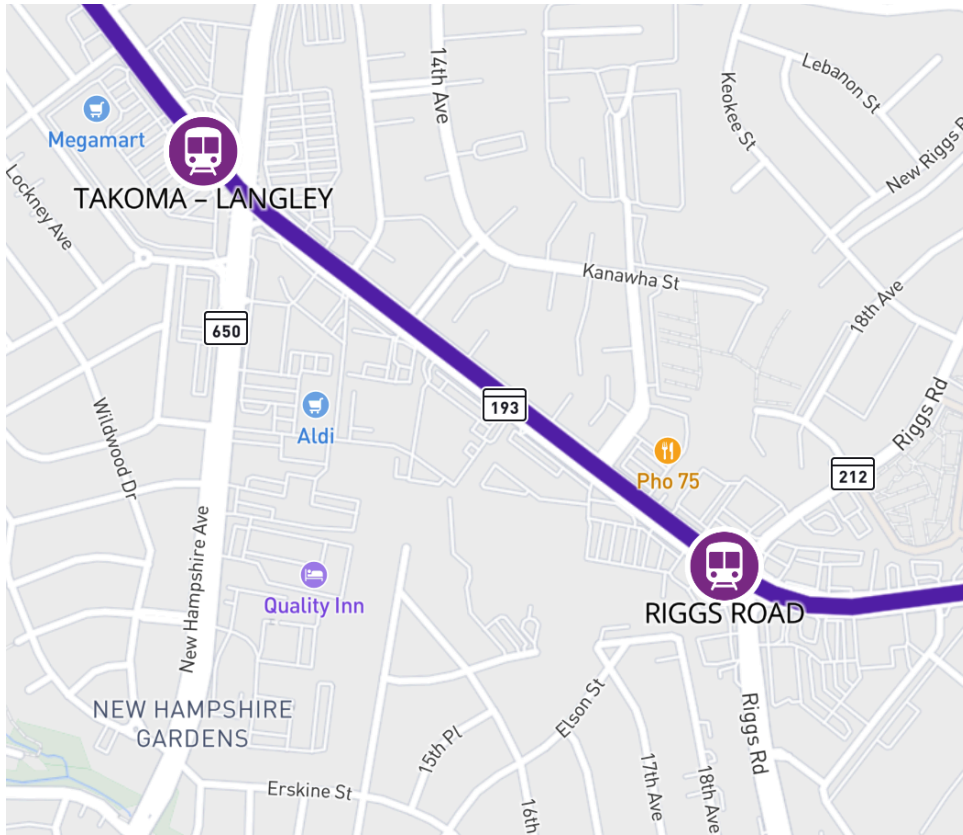 14th Ave
Lebanon St
Keokee St
Megamart
New Riggs R
TAKOMA – LANGLEY
Lockney Ave
Kanawha St
18th Ave
650
193
Riggs Rd
Aldi
Wildwood Dr
212
Pho 75
New Hampshire Ave
Quality Inn
RIGGS ROAD
NEW HAMPSHIRE
GARDENS
Elson St
15th Pl
Riggs Rd
Erskine St
16th
17th Ave
18th Ave